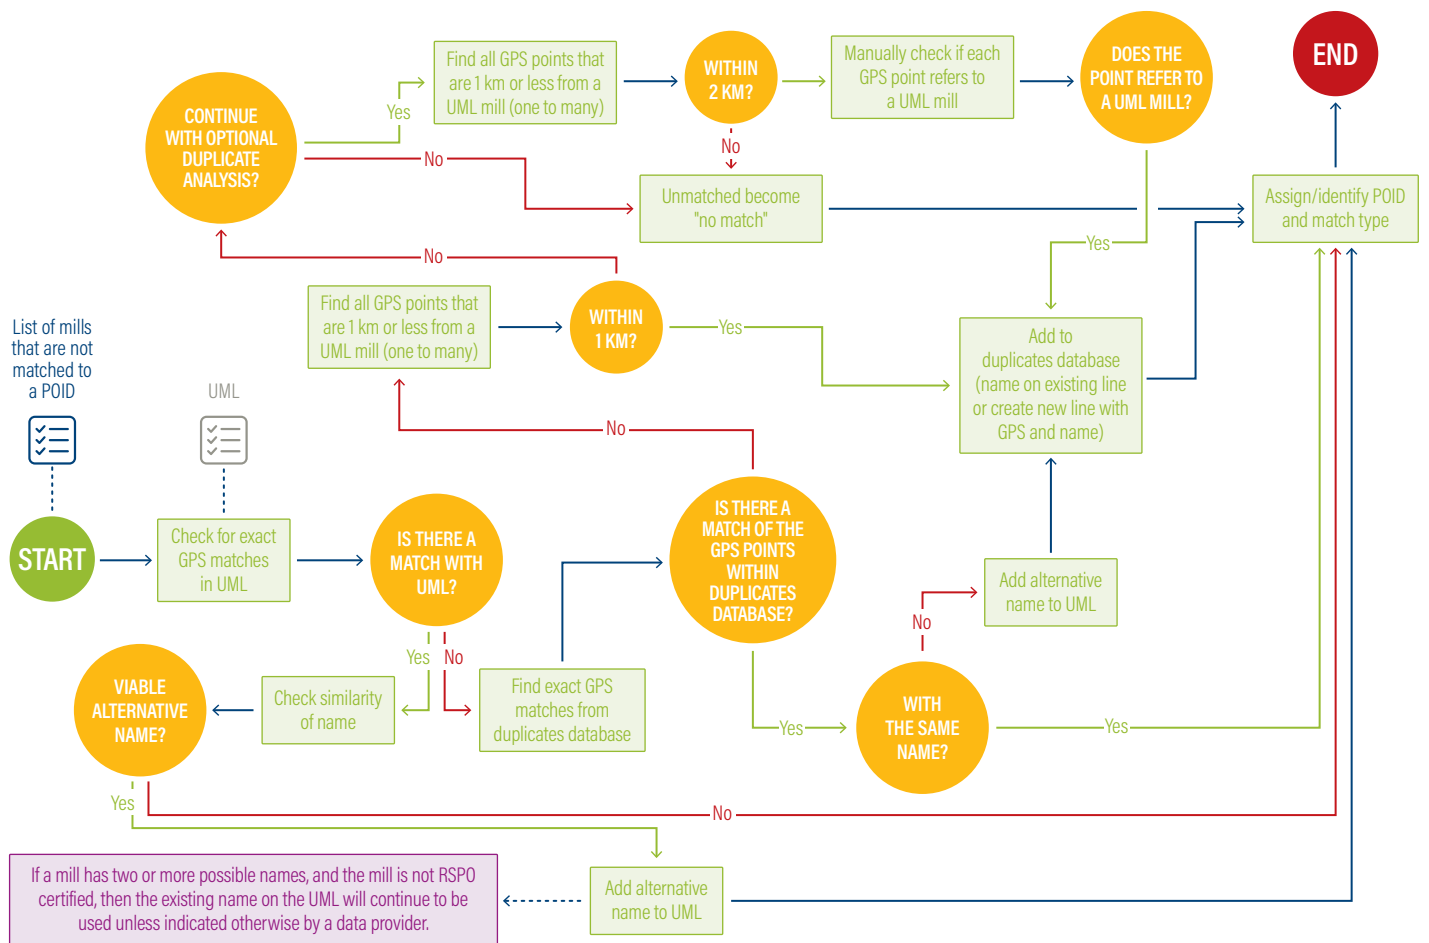 CONTINUE
WITH OPTIONAL
DUPLICATE
ANALYSIS?
Yes
No
Find all GPS points that
are 1 km or less from a
UML mill (one to many)
WITHIN
2 KM?
No
Manually check if each
GPS point refers to
a UML mill
DOES THE
POINT REFER TO
A UML MILL?
Yes
END
Unmatched become
"no match"
Assign/identify POID
and match type
No
Find all GPS points that
are 1 km or less from a
UML mill (one to many)
WITHIN
1 KM?
Yes
Add to
duplicates database
(name on existing line
or create new line with
GPS and name)
List of mills
that are not
matched to
a POID
UML
No
START
Check for exact
GPS matches
in UML
IS THERE A
MATCH WITH
UML?
Yes
No
IS THERE A
MATCH OF THE
GPS POINTS
WITHIN
DUPLICATES
DATABASE?
Add alternative
name to UML
No
VIABLE
ALTERNATIVE
NAME?
Check similarity
of name
Find exact GPS
matches from
duplicates database
Yes
WITH
THE SAME
NAME?
Yes
Yes
No
If a mill has two or more possible names, and the mill is not RSPO
certified, then the existing name on the UML will continue to be
used unless indicated otherwise by a data provider.
Add alternative
name to UML